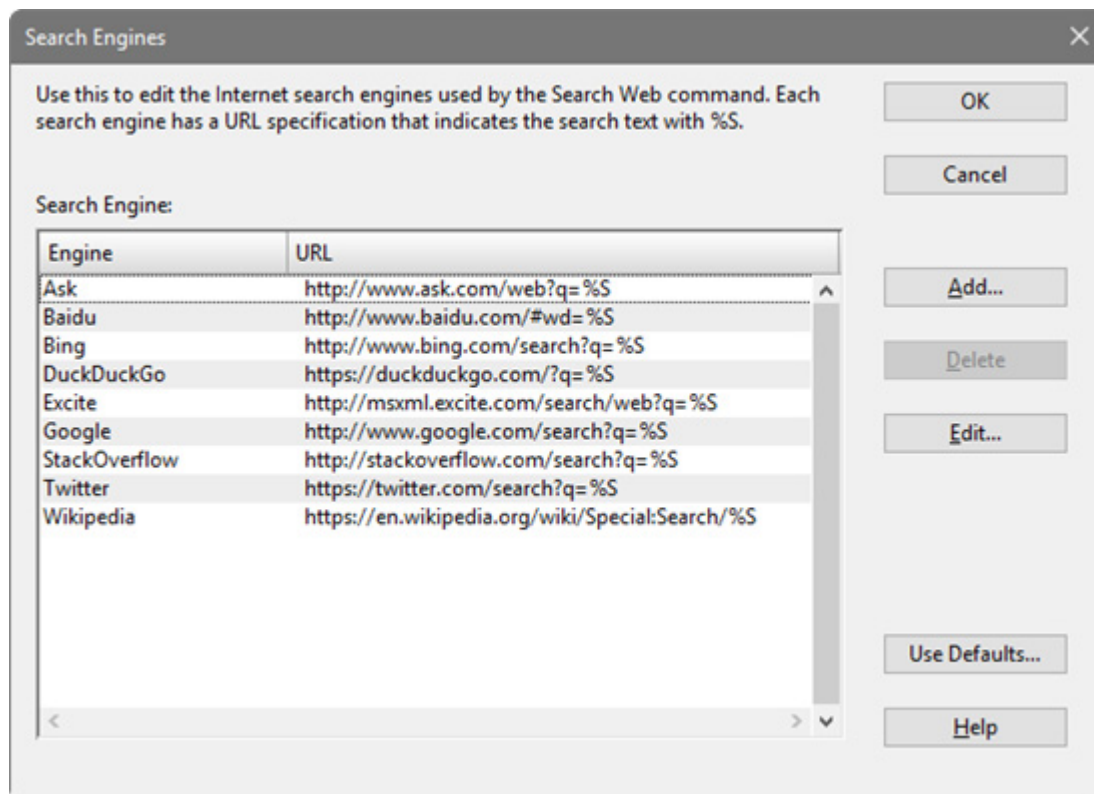 Search Engines
Use this to edit the Internet search engines used by the Search Web command. Each
search engine has a URL specification that indicates the search text with %S.
OK
Cancel
Search Engine:
Engine URL
Ask http://www.ask.com/web?q=%S
Baidu http://www.baidu.com/#wd=%S
Bing http://www.bing.com/search?q=%S
DuckDuckGo https://duckduckgo.com/?q=%S
Excite http://msxml.excite.com/search/web?q=%S
Google http://www.google.com/search?q=%S
StackOverflow http://stackoverflow.com/search?q=%S
Twitter https://twitter.com/search?q=%S
Wikipedia https://en.wikipedia.org/wiki/Special:Search/%S
Add...
Delete
Edit...
Use Defaults...
Help